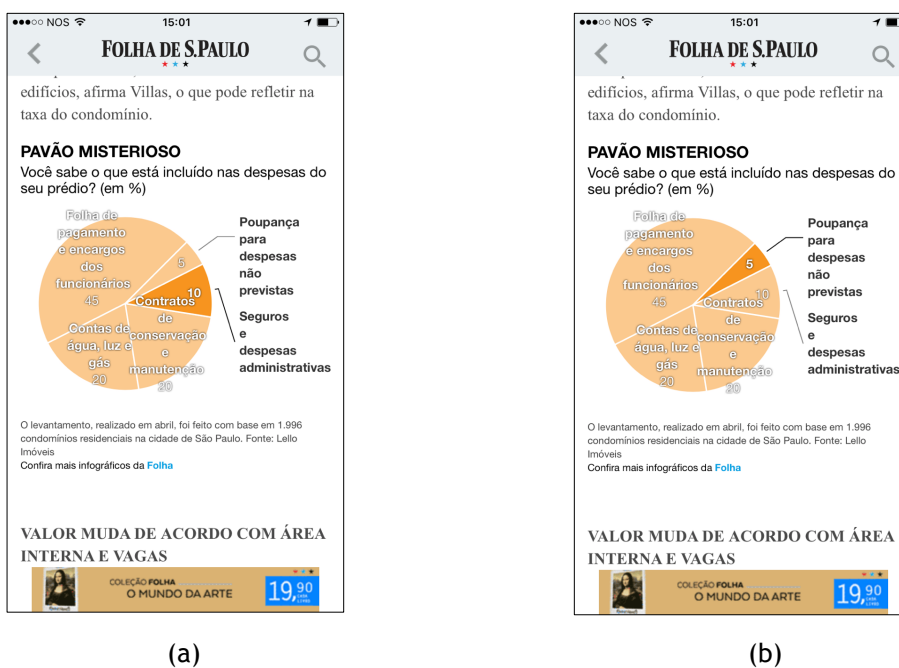 ●●●○○ NOS 15:01
FOLHA DE S.PAULO
edifícios, afirma Villas, o que pode refletir na
taxa do condomínio.
PAVÃO MISTERIOSO
Você sabe o que está incluído nas despesas do
seu prédio? (em %)
Folha de
pagamento
e encargos
dos
funcionários
45
5
Poupança
para
despesas
não
previstas
10
Seguros
e
despesas
administrativas
Contratos
de
conservação
e
manutenção
20
Contas de
água, luz e
gás
20
O levantamento, realizado em abril, foi feito com base em 1.996
condomínios residenciais na cidade de São Paulo. Fonte: Lello
Imóveis
Confira mais infográficos da Folha
VALOR MUDA DE ACORDO COM ÁREA
INTERNA E VAGAS
COLEÇÃO FOLHA
O MUNDO DA ARTE
19,90
(a)
●●●○○ NOS 15:01
FOLHA DE S.PAULO
edifícios, afirma Villas, o que pode refletir na
taxa do condomínio.
PAVÃO MISTERIOSO
Você sabe o que está incluído nas despesas do
seu prédio? (em %)
Folha de
pagamento
e encargos
dos
funcionários
45
5
Poupança
para
despesas
não
previstas
10
Seguros
e
despesas
administrativas
Contratos
de
conservação
e
manutenção
20
Contas de
água, luz e
gás
20
O levantamento, realizado em abril, foi feito com base em 1.996
condomínios residenciais na cidade de São Paulo. Fonte: Lello
Imóveis
Confira mais infográficos da Folha
VALOR MUDA DE ACORDO COM ÁREA
INTERNA E VAGAS
COLEÇÃO FOLHA
O MUNDO DA ARTE
19,90
(b)